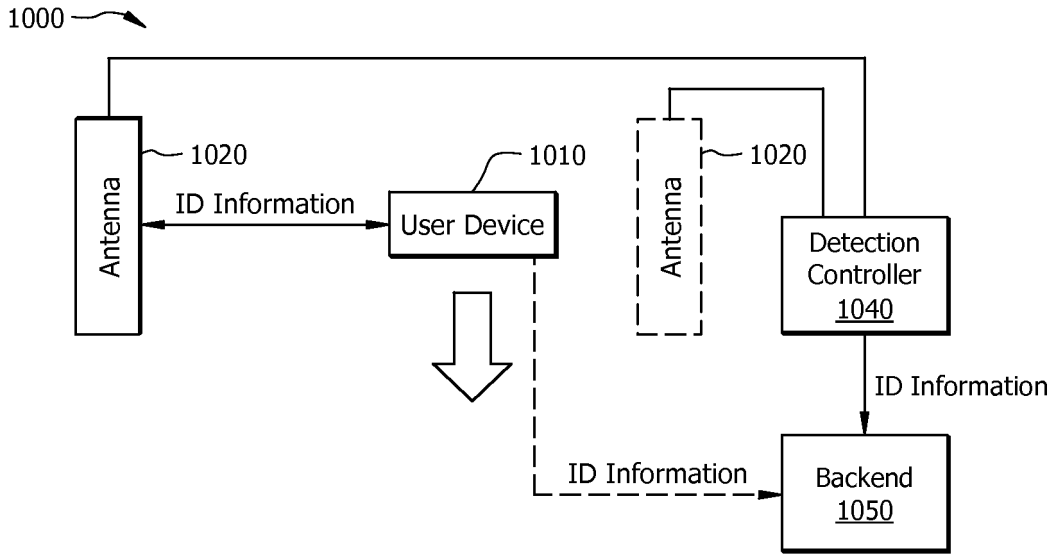 1000
1020
1010
1020
Antenna
ID Information
User Device
Antenna
Detection
Controller
1040
ID Information
ID Information
Backend
1050